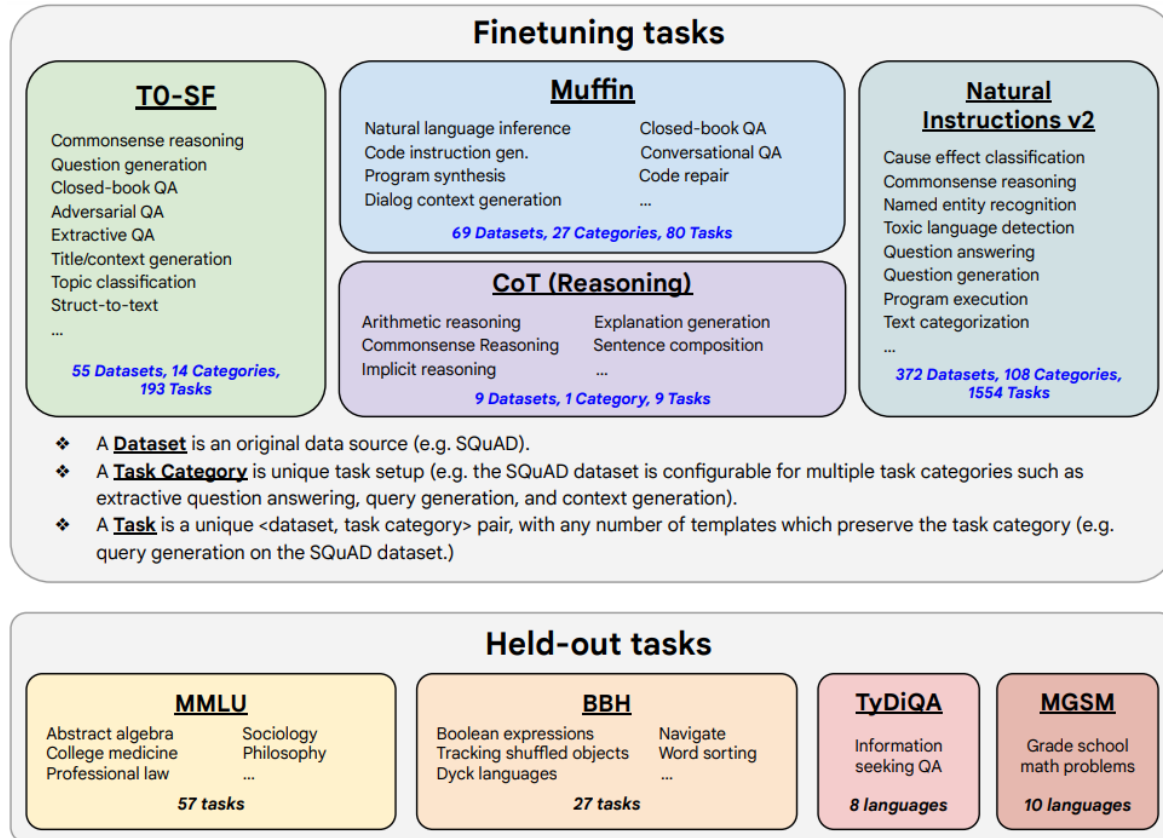 Finetuning tasks
T0-SF
Commonsense reasoning
Question generation
Closed-book QA
Adversarial QA
Extractive QA
Title/context generation
Topic classification
Struct-to-text
...
55 Datasets, 14 Categories,
193 Tasks
Muffin
Natural language inference
Code instruction gen.
Program synthesis
Dialog context generation
Closed-book QA
Conversational QA
Code repair
...
69 Datasets, 27 Categories, 80 Tasks
CoT (Reasoning)
Arithmetic reasoning
Commonsense Reasoning
Implicit reasoning
Explanation generation
Sentence composition
...
9 Datasets, 1 Category, 9 Tasks
Natural
Instructions v2
Cause effect classification
Commonsense reasoning
Named entity recognition
Toxic language detection
Question answering
Question generation
Program execution
Text categorization
...
372 Datasets, 108 Categories,
1554 Tasks
❖ A Dataset is an original data source (e.g. SQuAD).
❖ A Task Category is unique task setup (e.g. the SQuAD dataset is configurable for multiple task categories such as
extractive question answering, query generation, and context generation).
❖ A Task is a unique <dataset, task category> pair, with any number of templates which preserve the task category (e.g.
query generation on the SQuAD dataset.)
Held-out tasks
MMLU
Abstract algebra
College medicine
Professional law
Sociology
Philosophy
...
57 tasks
BBH
Boolean expressions
Tracking shuffled objects
Dyck languages
Navigate
Word sorting
...
27 tasks
TyDiQA
Information
seeking QA
8 languages
MGSM
Grade school
math problems
10 languages